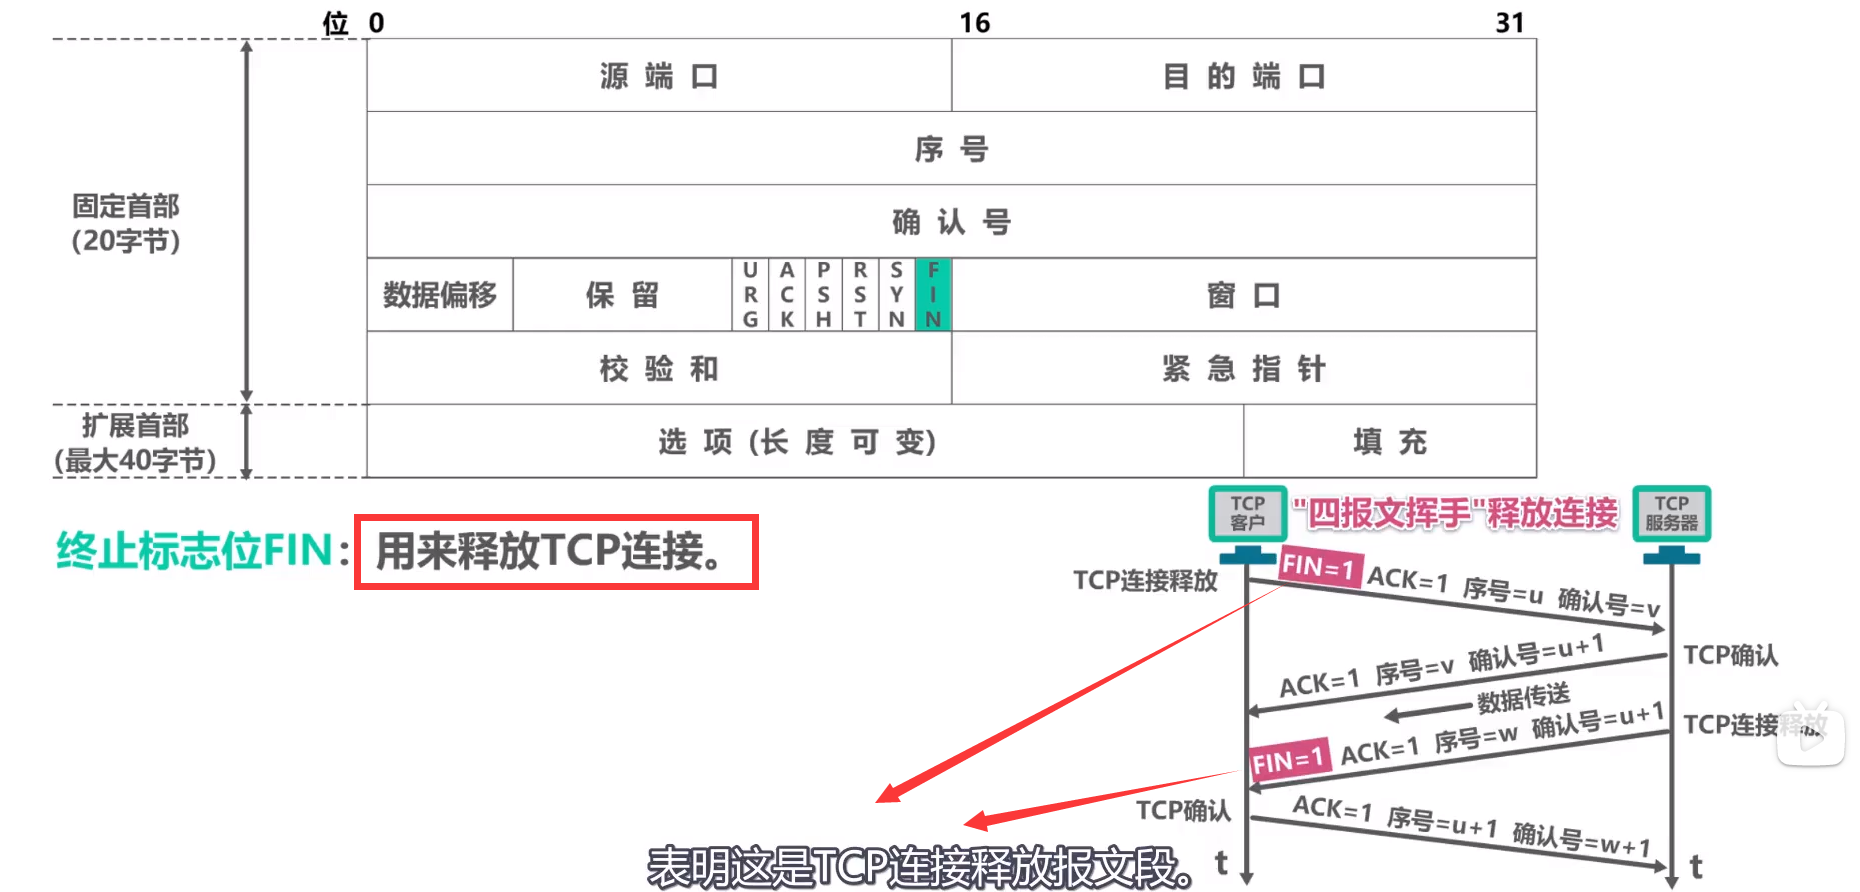 位 0 16 31
源 端 口 目 的 端 口
序 号
确 认 号
固定首部
(20字节)
数据偏移 保 留 URG ACK PSH RST SYN FIN 窗 口
校 验 和 紧 急 指 针
扩展首部
(最大40字节)
选 项 (长 度 可 变) 填 充
终止标志位FIN：用来释放TCP连接。
TCP
客户
"四报文挥手"释放连接
TCP
服务器
TCP连接释放
FIN=1 ACK=1 序号=u 确认号=v
TCP确认
ACK=1 序号=v 确认号=u+1
数据传送
TCP连接释放
FIN=1 ACK=1 序号=w 确认号=u+1
TCP确认
ACK=1 序号=u+1 确认号=w+1
t t
表明这是TCP连接释放报文段。